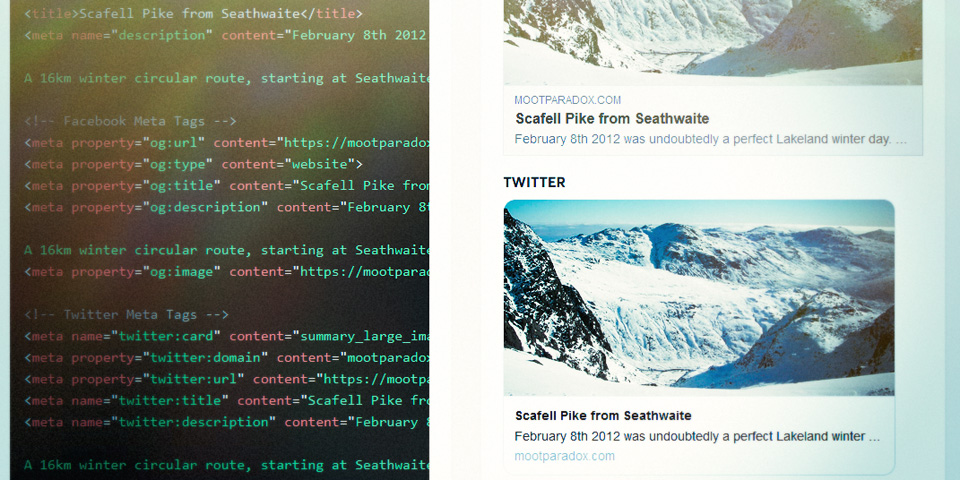 <title>Scafell Pike from Seathwaite</title>
<meta name="description" content="February 8th 2012
A 16km winter circular route, starting at Seathwaite
<!-- Facebook Meta Tags -->
<meta property="og:url" content="https://mootparadox
<meta property="og:type" content="website">
<meta property="og:title" content="Scafell Pike from
<meta property="og:description" content="February 8t
A 16km winter circular route, starting at Seathwaite
<meta property="og:image" content="https://mootparad
<!-- Twitter Meta Tags -->
<meta name="twitter:card" content="summary_large_ima
<meta property="twitter:domain" content="mootparadox
<meta property="twitter:url" content="https://mootpa
<meta name="twitter:title" content="Scafell Pike fro
<meta name="twitter:description" content="February 8
A 16km winter circular route, starting at Seathwaite
MOOTPARADOX.COM
Scafell Pike from Seathwaite
February 8th 2012 was undoubtedly a perfect Lakeland winter day. ...
TWITTER
Scafell Pike from Seathwaite
February 8th 2012 was undoubtedly a perfect Lakeland winter ...
mootparadox.com